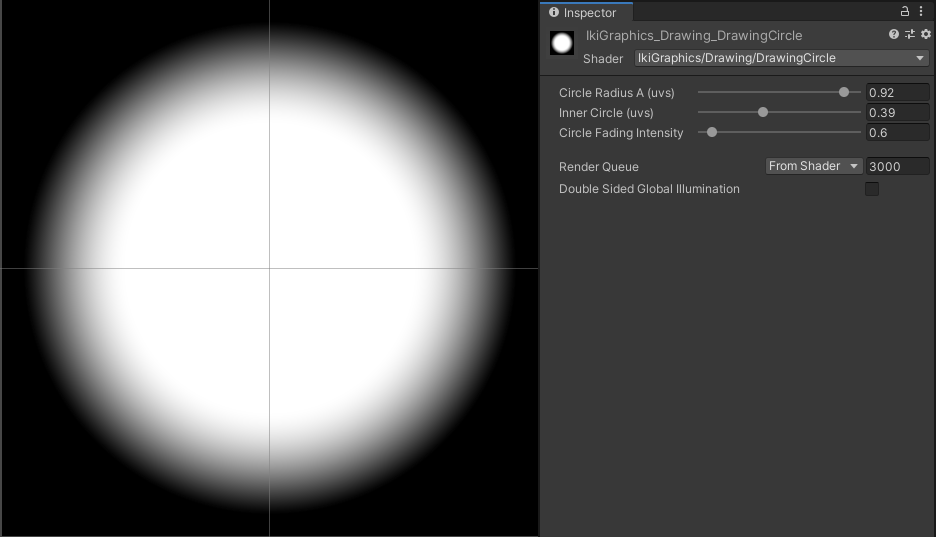 Inspector
IkiGraphics_Drawing_DrawingCircle
Shader IkiGraphics/Drawing/DrawingCircle
Circle Radius A (uvs) 0.92
Inner Circle (uvs) 0.39
Circle Fading Intensity 0.6
Render Queue From Shader 3000
Double Sided Global Illumination